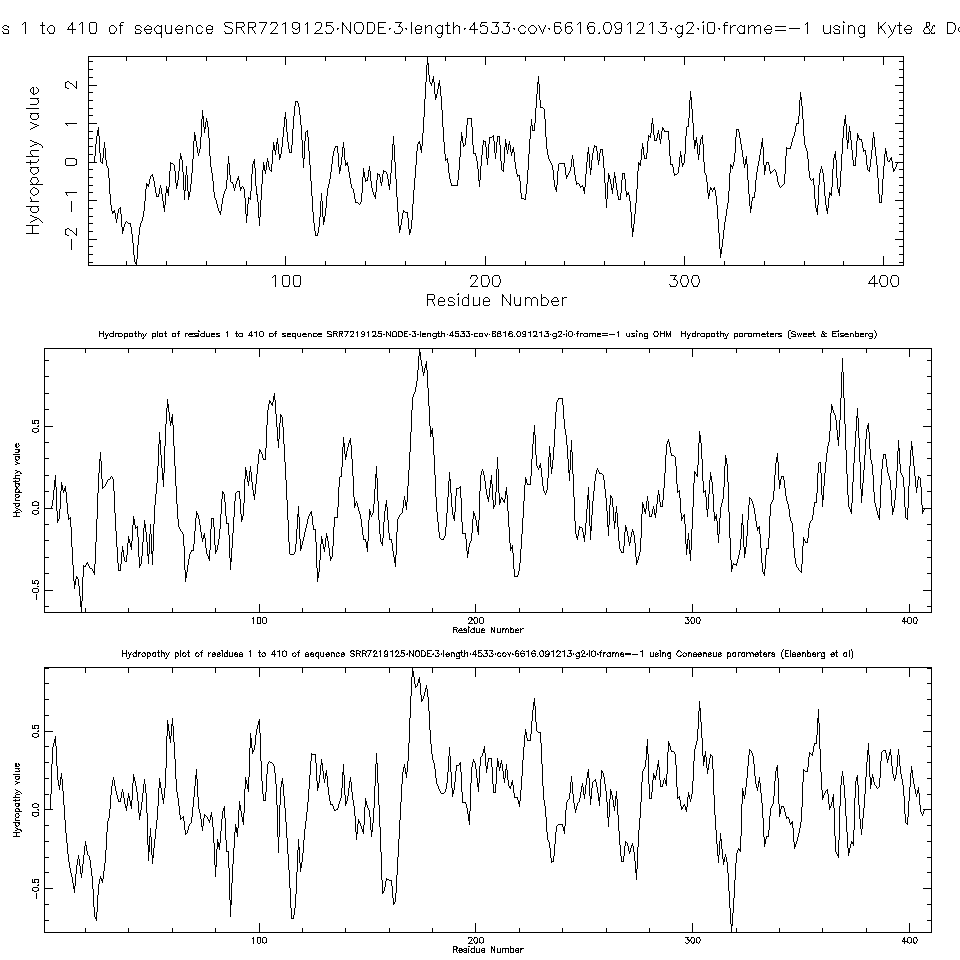 s 1 to 410 of sequence SRR7219125·NODE·3·length·4533·cov·6616.091213·g2·i0·frame=−1 using Kyte & D
Hydropathy value
2
1
0
−1
−2
100 200 300 400
Residue Number
Hydropathy plot of residues 1 to 410 of sequence SRR7219125·NODE·3·length·4533·cov·6616.091213·g2·i0·frame=−1 using OHM Hydropathy parameters (Sweet & Eisenberg)
Hydropathy value
0.5
0.0
−0.5
100 200 300 400
Residue Number
Hydropathy plot of residues 1 to 410 of sequence SRR7219125·NODE·3·length·4533·cov·6616.091213·g2·i0·frame=−1 using Consensus parameters (Eisenberg et al)
Hydropathy value
0.5
0.0
−0.5
100 200 300 400
Residue Number